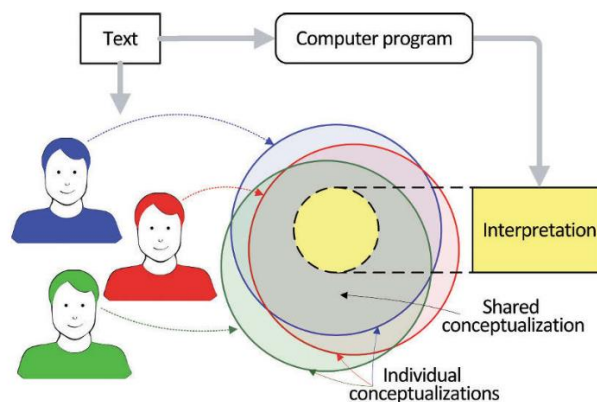 Text
Computer program
Interpretation
Shared
conceptualization
Individual
conceptualizations